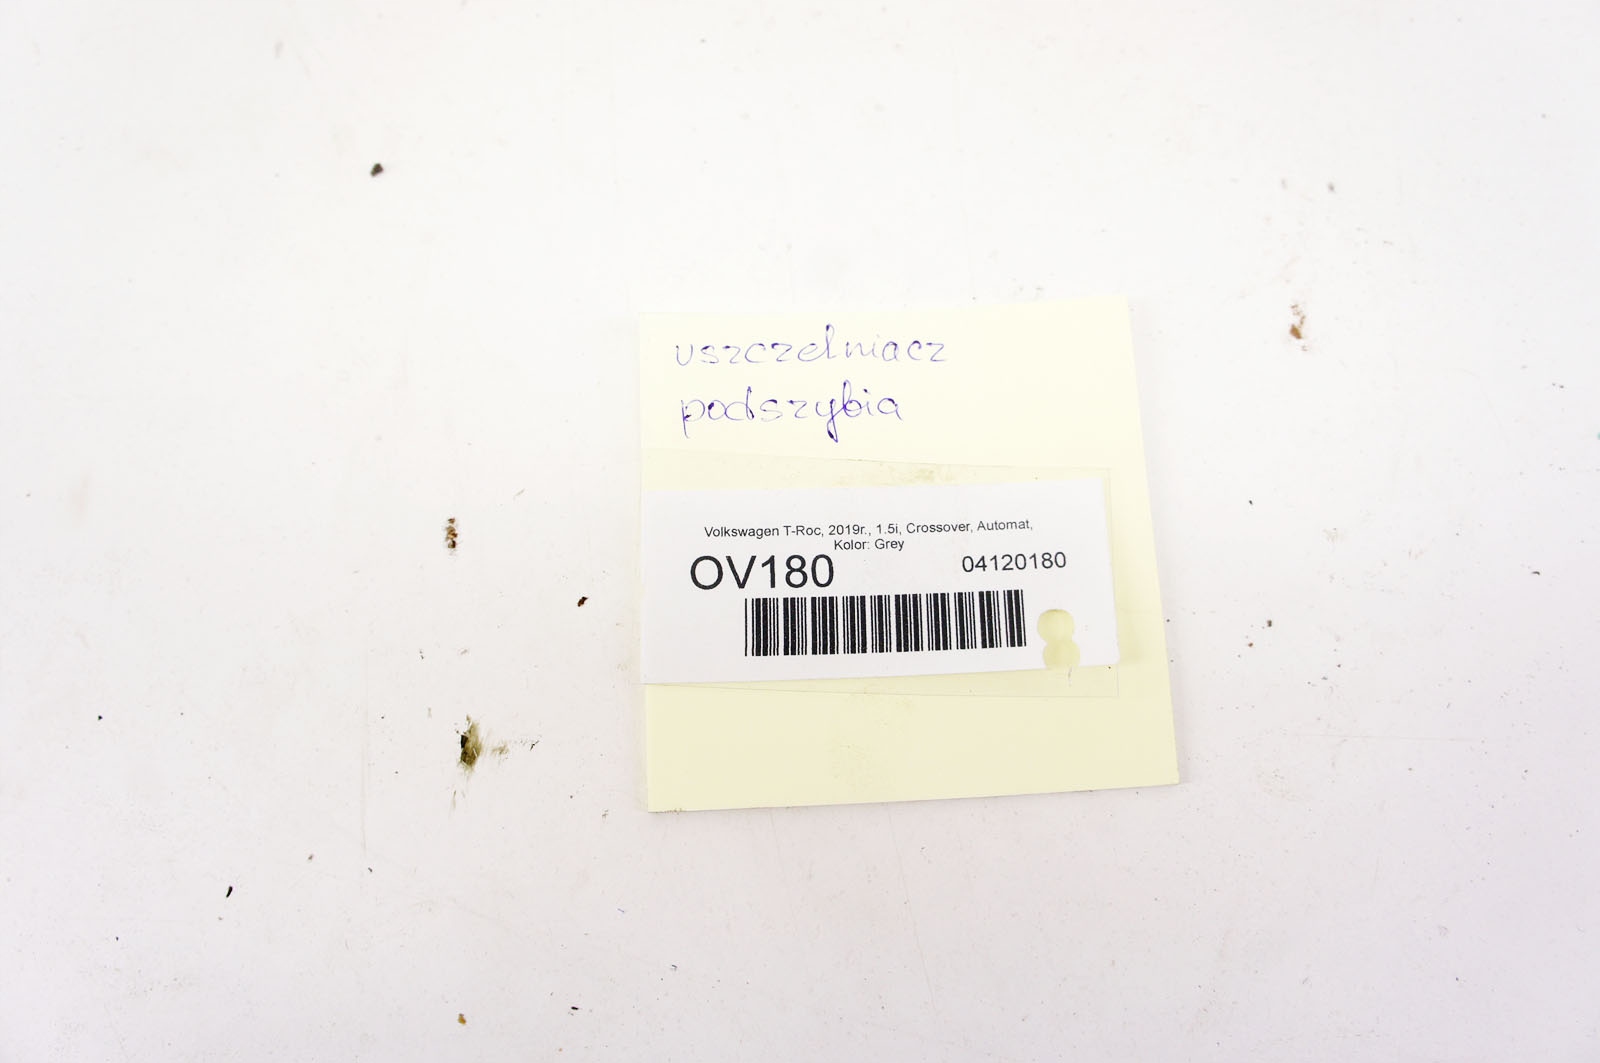 uszczelniacz
podszybia
Volkswagen T-Roc, 2019r., 1.5i, Crossover, Automat,
Kolor: Grey
OV180 04120180